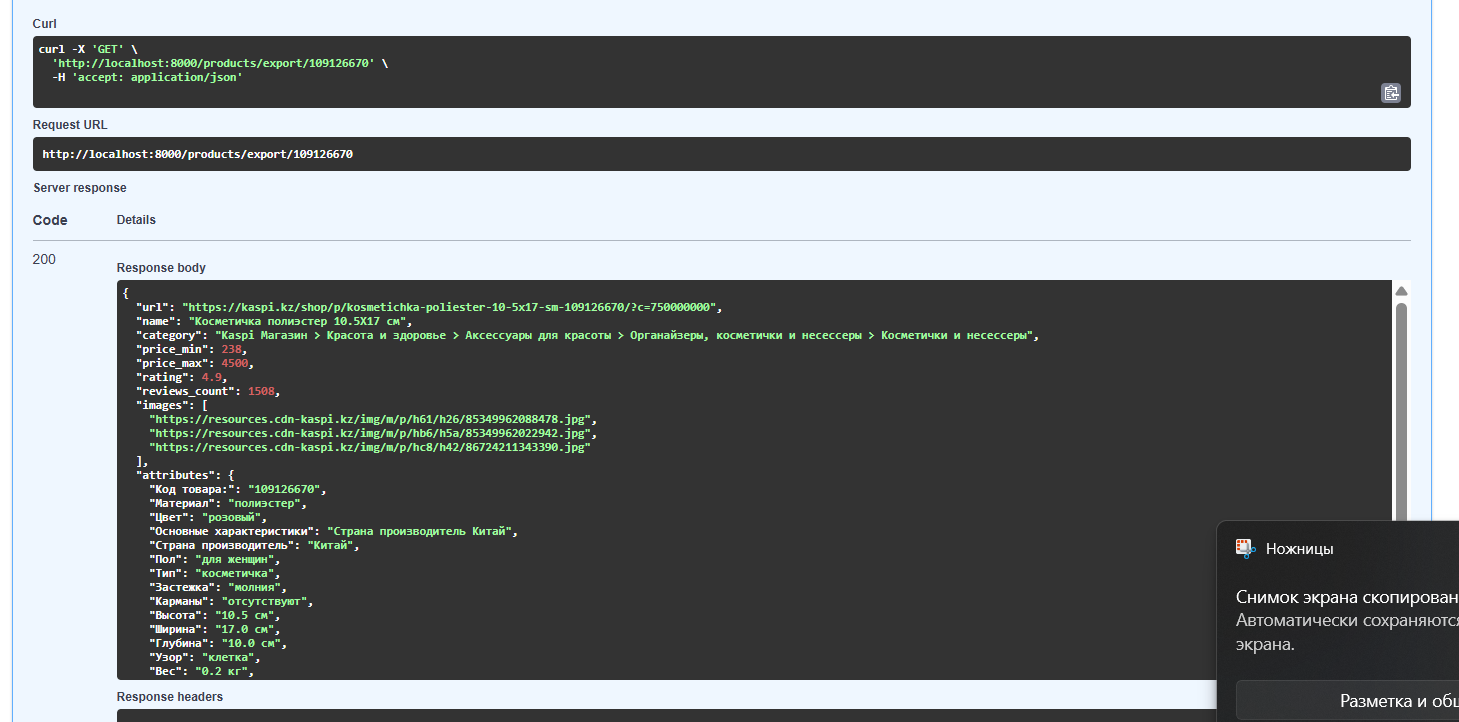 Curl
curl -X 'GET' \
'http://localhost:8000/products/export/109126670' \
-H 'accept: application/json'
Request URL
http://localhost:8000/products/export/109126670
Server response
Code Details
200
Response body
{
"url": "https://kaspi.kz/shop/p/kosmetichka-poliester-10-5x17-sm-109126670/?c=750000000",
"name": "Косметичка полиэстер 10.5X17 см",
"category": "Kaspi Магазин > Красота и здоровье > Аксессуары для красоты > Органайзеры, косметички и несессеры > Косметички и несессеры",
"price_min": 238,
"price_max": 4500,
"rating": 4.9,
"reviews_count": 1508,
"images": [
"https://resources.cdn-kaspi.kz/img/m/p/h61/h26/85349962088478.jpg",
"https://resources.cdn-kaspi.kz/img/m/p/hb6/h5a/85349962022942.jpg",
"https://resources.cdn-kaspi.kz/img/m/p/hc8/h42/86724211343390.jpg"
],
"attributes": {
"Код товара:": "109126670",
"Материал": "полиэстер",
"Цвет": "розовый",
"Основные характеристики": "Страна производитель Китай",
"Страна производитель": "Китай",
"Пол": "для женщин",
"Тип": "косметичка",
"Застежка": "молния",
"Карманы": "отсутствуют",
"Высота": "10.5 см",
"Ширина": "17.0 см",
"Глубина": "10.0 см",
"Узор": "клетка",
"Вес": "0.2 кг",
Response headers
Ножницы
Снимок экрана скопирован
Автоматически сохраняются
экрана.
Разметка и общ